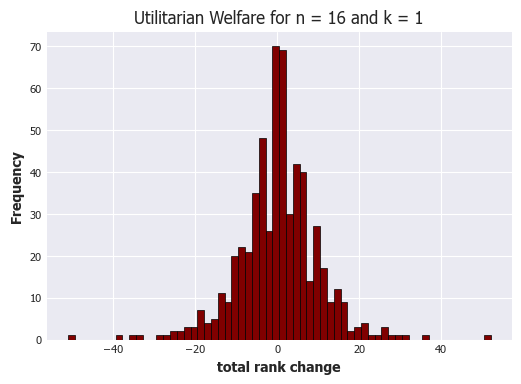 Utilitarian Welfare for n = 16 and k = 1
70
60
50
40
30
20
10
0
Frequency
−40 −20 0 20 40
total rank change